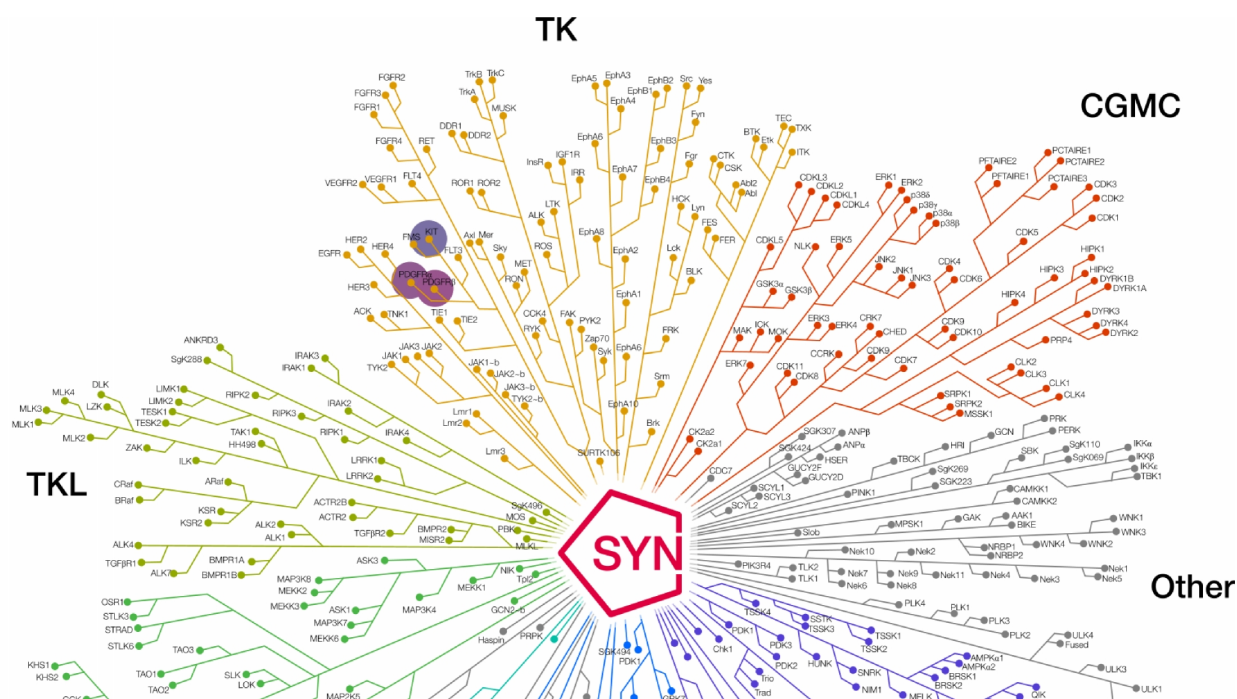 TK
CGMC
TKL
Other
SYN
FGFR2
FGFR3
FGFR1
FGFR4
RET
VEGFR2
VEGFR1
FLT4
TrkB
TrkC
TrkA
MUSK
DDR1
DDR2
ROR1
ROR2
FMS
KIT
FLT3
PDGFRα
PDGFRβ
HER2
EGFR
HER4
HER3
Axl
Mer
Sky
MET
RON
InsR
IGF1R
IRR
LTK
ALK
ROS
ACK
TNK1
TIE1
TIE2
CCK4
RYK
FAK
PYK2
Zap70
Syk
JAK3
JAK2
JAK1
TYK2
JAK1~b
JAK2~b
JAK3~b
TYK2~b
Lmr1
Lmr2
Lmr3
SURTK106
EphA5
EphA3
EphA4
EphA6
EphA7
EphA8
EphA2
EphA1
EphA6
EphA10
EphB2
EphB1
EphB3
EphB4
Src
Yes
Fyn
Fgr
HCK
Lyn
Lck
BLK
FRK
Srm
Brk
CTK
CSK
Abl2
Abl
FES
FER
TEC
TXK
BTK
Etk
ITK
CDKL3
CDKL2
CDKL1
CDKL4
CDKL5
ERK1
ERK2
p38δ
p38γ
p38α
p38β
NLK
ERK5
JNK2
JNK1
JNK3
GSK3α
GSK3β
MAK
ICK
MOK
ERK3
ERK4
ERK7
CRK7
CHED
CCRK
CDK9
CDK11
CDK8
CDK7
CDK9
CDK10
CDK4
CDK6
CDK5
PFTAIRE2
PFTAIRE1
PCTAIRE1
PCTAIRE2
PCTAIRE3
CDK3
CDK2
CDK1
HIPK1
HIPK2
HIPK3
HIPK4
DYRK1B
DYRK1A
DYRK3
DYRK4
DYRK2
PRP4
CLK2
CLK3
CLK1
CLK4
SRPK1
SRPK2
MSSK1
CK2a2
CK2a1
CDC7
ANKRD3
SgK288
IRAK3
IRAK1
LIMK1
LIMK2
TESK1
TESK2
RIPK2
RIPK3
IRAK2
RIPK1
IRAK4
DLK
LZK
MLK4
MLK3
MLK1
MLK2
ZAK
TAK1
HH498
ILK
LRRK1
LRRK2
CRaf
BRaf
ARaf
KSR
KSR2
ACTR2B
ACTR2
TGFβR2
BMPR2
MISR2
SgK496
MOS
PBK
MLKL
ALK2
ALK1
ALK4
TGFβR1
ALK7
BMPR1A
BMPR1B
SGK307
SGK424
ANPβ
ANPα
HSER
GUCY2F
GUCY2D
SCYL1
SCYL3
SCYL2
TBCK
HRI
GCN
PRK
PERK
PINK1
SgK269
SGK223
SBK
SgK110
SgK069
IKKα
IKKβ
IKKε
TBK1
CAMKK1
CAMKK2
Slob
MPSK1
GAK
AAK1
BIKE
WNK1
WNK3
WNK2
WNK4
NRBP1
NRBP2
PIK3R4
TLK2
TLK1
Nek10
Nek2
Nek7
Nek6
Nek9
Nek8
Nek11
Nek4
Nek3
Nek1
Nek5
PLK4
PLK1
PLK3
PLK2
ULK4
Fused
ULK3
ULK1
ASK3
NIK
Tpl2
MEKK1
MAP3K8
MEKK2
MEKK3
ASK1
MAP3K7
MEKK6
MAP3K4
GCN2~b
Haspin
PRPK
OSR1
STLK3
STRAD
STLK6
TAO3
TAO1
TAO2
KHS1
KHS2
SLK
LOK
MAP2K5
SGK494
PDK1
TSSK4
SSTK
TSSK3
TSSK1
TSSK2
PDK1
Chk1
PDK3
PDK2
HUNK
Trio
Trad
SNRK
NIM1
MELK
AMPKα1
AMPKα2
BRSK1
BRSK2
QIK